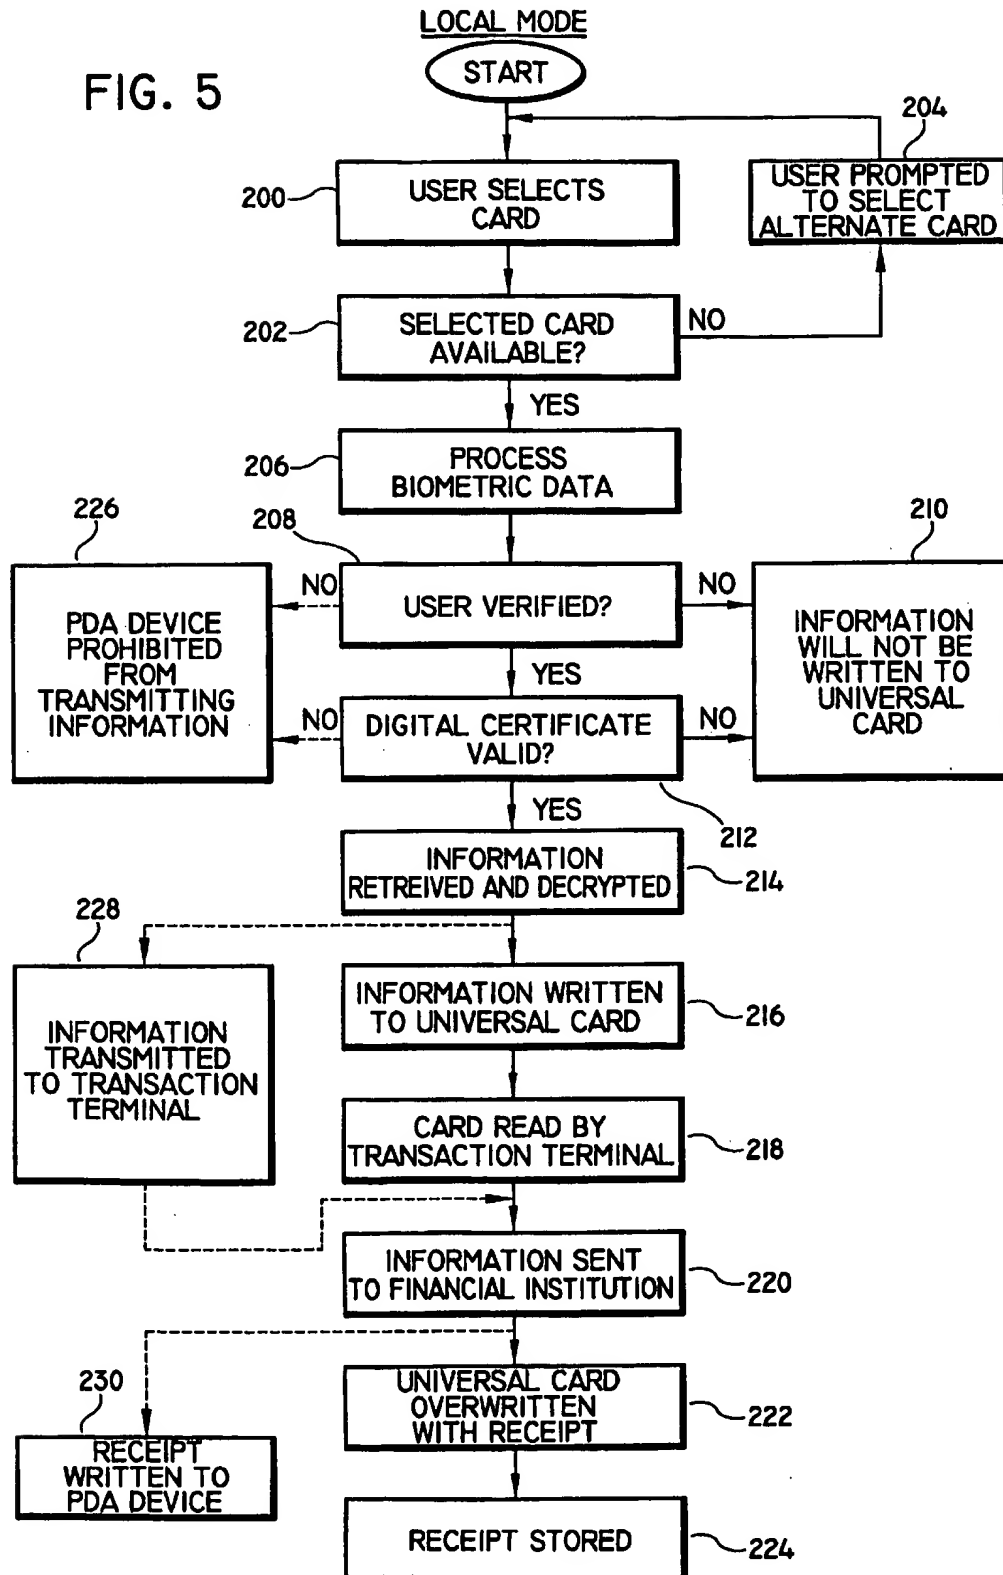 LOCAL MODE
START
FIG. 5
204
200
USER SELECTS
CARD
USER PROMPTED
TO SELECT
ALTERNATE CARD
202
SELECTED CARD
AVAILABLE?
NO
YES
206
PROCESS
BIOMETRIC DATA
226
208
210
PDA DEVICE
PROHIBITED
FROM
TRANSMITTING
INFORMATION
NO
USER VERIFIED?
NO
INFORMATION
WILL NOT BE
WRITTEN TO
UNIVERSAL
CARD
YES
NO
DIGITAL CERTIFICATE
VALID?
NO
YES
212
INFORMATION
RETREIVED AND DECRYPTED
214
228
INFORMATION
TRANSMITTED
TO TRANSACTION
TERMINAL
INFORMATION WRITTEN
TO UNIVERSAL CARD
216
CARD READ BY
TRANSACTION TERMINAL
218
INFORMATION SENT
TO FINANCIAL INSTITUTION
220
230
RECEIPT
WRITTEN TO
PDA DEVICE
UNIVERSAL CARD
OVERWRITTEN
WITH RECEIPT
222
RECEIPT STORED
224